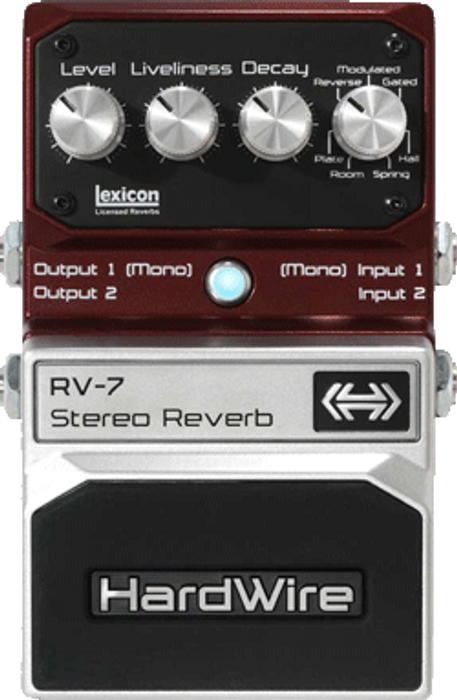 Level Liveliness Decay
Modulated
Reverse Gated
Plate Hall
Room Spring
lexicon
Licensed Reverbs
Output 1 (Mono) (Mono) Input 1
Output 2 Input 2
RV-7
Stereo Reverb
HardWire